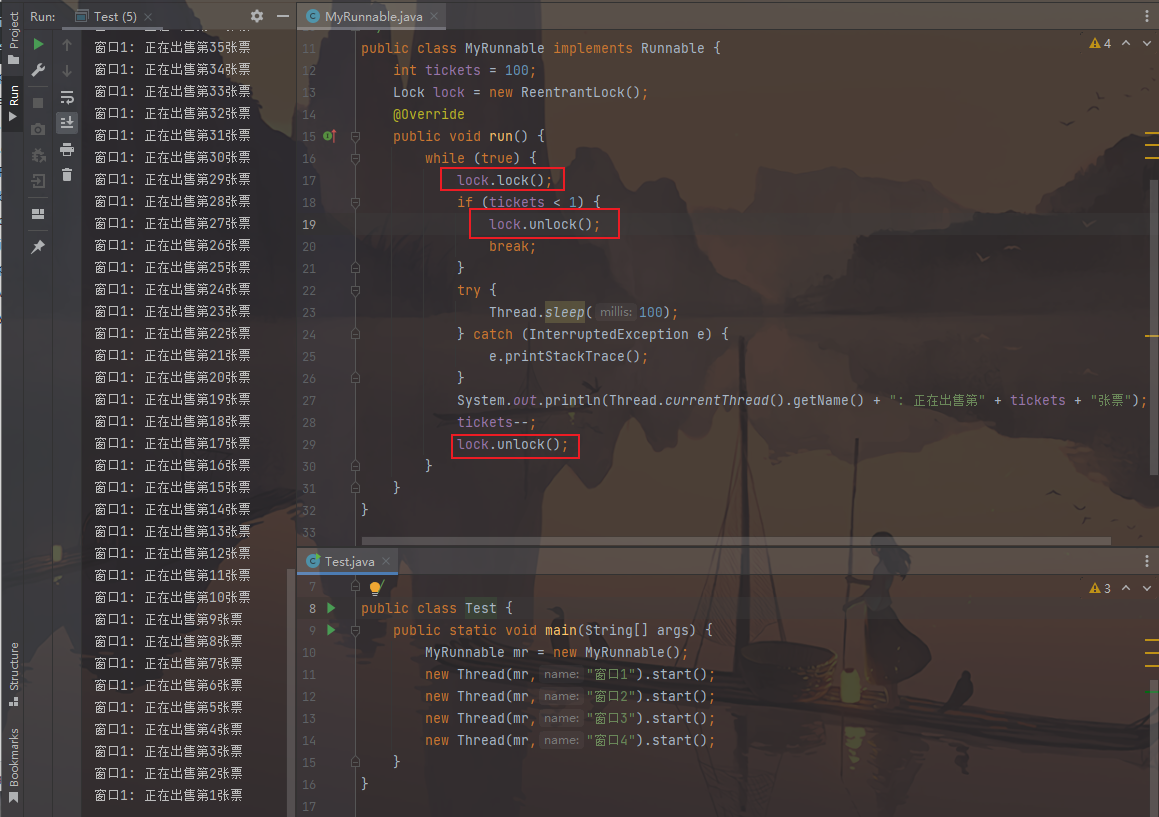 Run: Test (5)
Project
Run
Structure
Bookmarks
窗口1: 正在出售第35张票
窗口1: 正在出售第34张票
窗口1: 正在出售第33张票
窗口1: 正在出售第32张票
窗口1: 正在出售第31张票
窗口1: 正在出售第30张票
窗口1: 正在出售第29张票
窗口1: 正在出售第28张票
窗口1: 正在出售第27张票
窗口1: 正在出售第26张票
窗口1: 正在出售第25张票
窗口1: 正在出售第24张票
窗口1: 正在出售第23张票
窗口1: 正在出售第22张票
窗口1: 正在出售第21张票
窗口1: 正在出售第20张票
窗口1: 正在出售第19张票
窗口1: 正在出售第18张票
窗口1: 正在出售第17张票
窗口1: 正在出售第16张票
窗口1: 正在出售第15张票
窗口1: 正在出售第14张票
窗口1: 正在出售第13张票
窗口1: 正在出售第12张票
窗口1: 正在出售第11张票
窗口1: 正在出售第10张票
窗口1: 正在出售第9张票
窗口1: 正在出售第8张票
窗口1: 正在出售第7张票
窗口1: 正在出售第6张票
窗口1: 正在出售第5张票
窗口1: 正在出售第4张票
窗口1: 正在出售第3张票
窗口1: 正在出售第2张票
窗口1: 正在出售第1张票
MyRunnable.java
4
11 public class MyRunnable implements Runnable {
12 int tickets = 100;
13 Lock lock = new ReentrantLock();
14 @Override
15 public void run() {
16 while (true) {
17 lock.lock();
18 if (tickets < 1) {
19 lock.unlock();
20 break;
21 }
22 try {
23 Thread.sleep( millis: 100);
24 } catch (InterruptedException e) {
25 e.printStackTrace();
26 }
27 System.out.println(Thread.currentThread().getName() + ": 正在出售第" + tickets + "张票");
28 tickets--;
29 lock.unlock();
30 }
31 }
32 }
33
Test.java
3
7
8 public class Test {
9 public static void main(String[] args) {
10 MyRunnable mr = new MyRunnable();
11 new Thread(mr, name: "窗口1").start();
12 new Thread(mr, name: "窗口2").start();
13 new Thread(mr, name: "窗口3").start();
14 new Thread(mr, name: "窗口4").start();
15 }
16 }
17